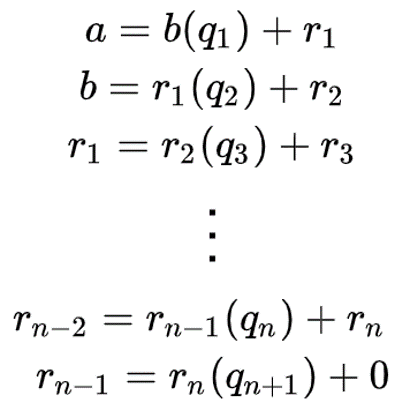 a = b(q₁) + r₁
b = r₁(q₂) + r₂
r₁ = r₂(q₃) + r₃
⋮
rₙ₋₂ = rₙ₋₁(qₙ) + rₙ
rₙ₋₁ = rₙ(qₙ₊₁) + 0